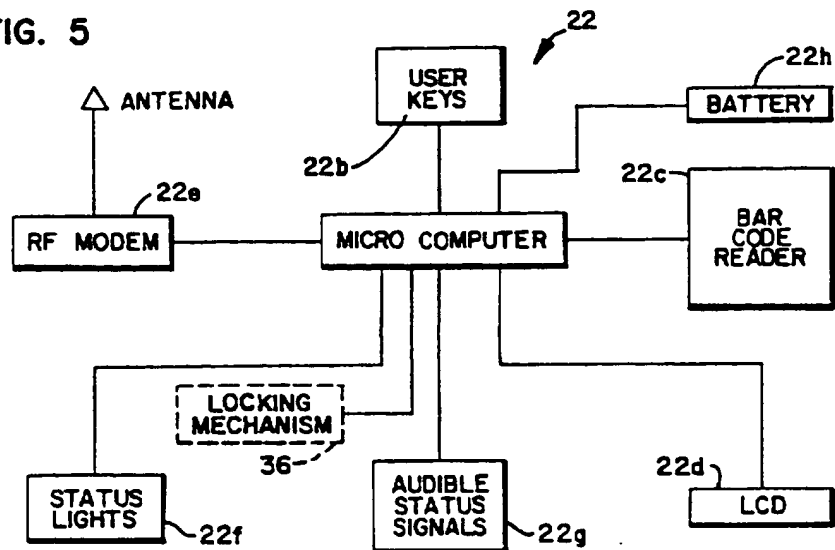 FIG. 5
22
ANTENNA
USER
KEYS
22b
22h
BATTERY
22e
RF MODEM
MICRO COMPUTER
22c
BAR
CODE
READER
LOCKING
MECHANISM
36
STATUS
LIGHTS
22f
AUDIBLE
STATUS
SIGNALS
22g
22d
LCD